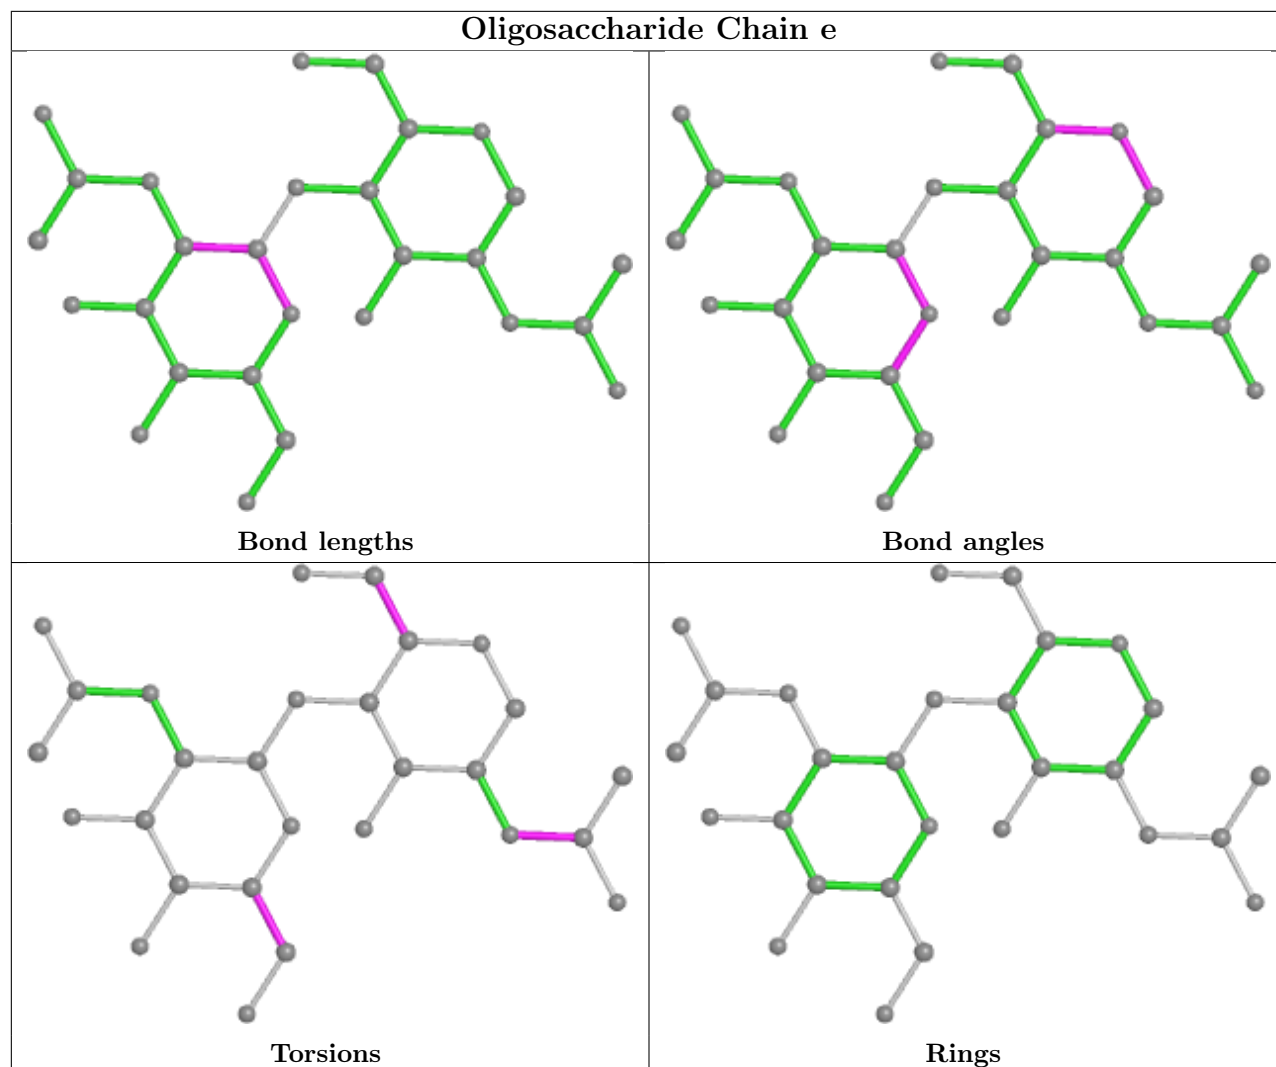 Oligosaccharide Chain e
Bond lengths
Bond angles
Torsions
Rings